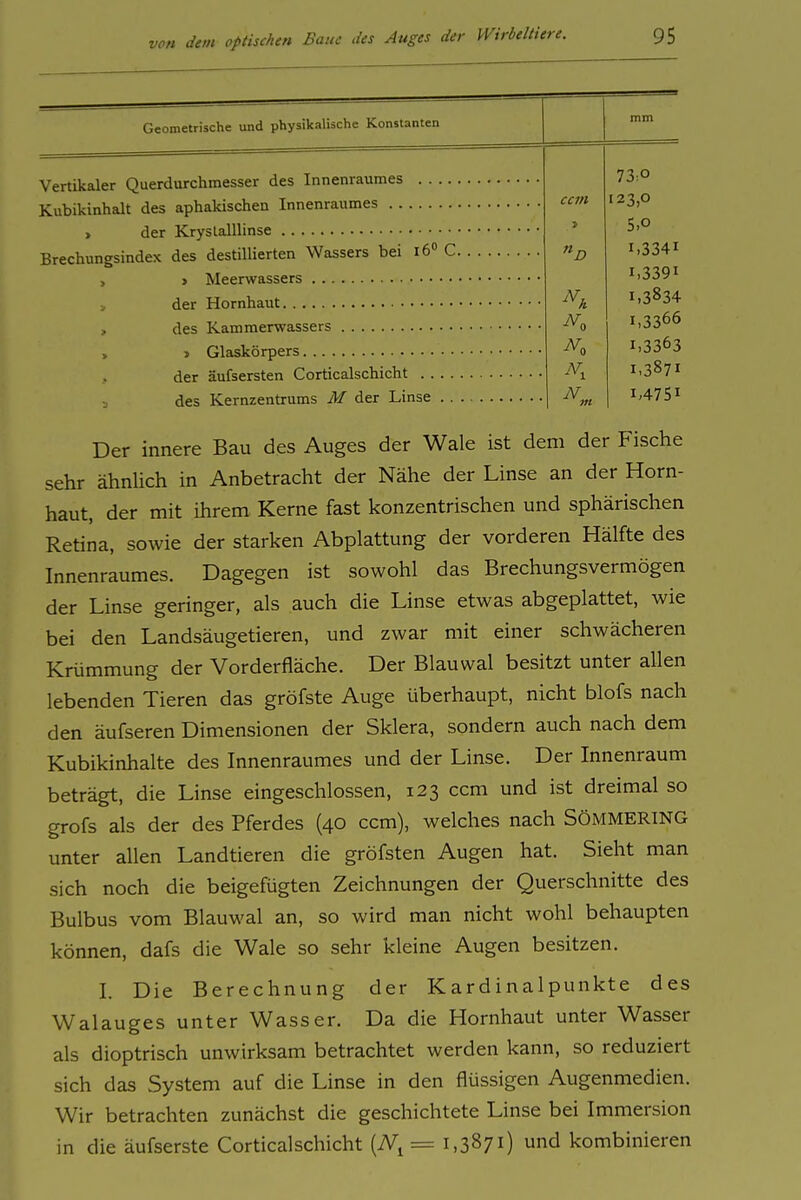 von dem optischen Baue des Auges der Wirbeltiere. 95
Geometrische und physikalische Konstanten mm
Vertikaler Querdurchmesser des Innenraumes . . . . . . . . . . . 73,0
Kubikinhalt des aphakischen Innenraumes . . . . . . . . . . . . . ccm 123,0
» der Krystalllinse . . . . . . . . . . . . . . . . . . . . » 5,0
Brechungsindex des destillierten Wassers bei 16° C. . . . . . . . n_D 1,3341
» » Meerwassers . . . . . . . . . . . . . . . . . . 1,3391
» der Hornhaut. . . . . . . . . . . . . . . . . . . . N_h 1,3834
» des Kammerwassers . . . . . . . . . . . . . . . . N_0 1,3366
» » Glaskörpers. . . . . . . . . . . . . . . . . . . N_0 1,3363
» der äufsersten Corticalschicht . . . . . . . . . . . N_1 1,3871
» des Kernzentrums M der Linse . . . . . . . . . . N_m 1,4751
Der innere Bau des Auges der Wale ist dem der Fische
sehr ähnlich in Anbetracht der Nähe der Linse an der Horn-
haut, der mit ihrem Kerne fast konzentrischen und sphärischen
Retina, sowie der starken Abplattung der vorderen Hälfte des
Innenraumes. Dagegen ist sowohl das Brechungsvermögen
der Linse geringer, als auch die Linse etwas abgeplattet, wie
bei den Landsäugetieren, und zwar mit einer schwächeren
Krümmung der Vorderfläche. Der Blauwal besitzt unter allen
lebenden Tieren das gröfste Auge überhaupt, nicht blofs nach
den äufseren Dimensionen der Sklera, sondern auch nach dem
Kubikinhalte des Innenraumes und der Linse. Der Innenraum
beträgt, die Linse eingeschlossen, 123 ccm und ist dreimal so
grofs als der des Pferdes (40 ccm), welches nach SÖMMERING
unter allen Landtieren die gröfsten Augen hat. Sieht man
sich noch die beigefügten Zeichnungen der Querschnitte des
Bulbus vom Blauwal an, so wird man nicht wohl behaupten
können, dafs die Wale so sehr kleine Augen besitzen.
I. Die Berechnung der Kardinalpunkte des
Walauges unter Wasser. Da die Hornhaut unter Wasser
als dioptrisch unwirksam betrachtet werden kann, so reduziert
sich das System auf die Linse in den flüssigen Augenmedien.
Wir betrachten zunächst die geschichtete Linse bei Immersion
in die äufserste Corticalschicht (N_1 = 1,3871) und kombinieren